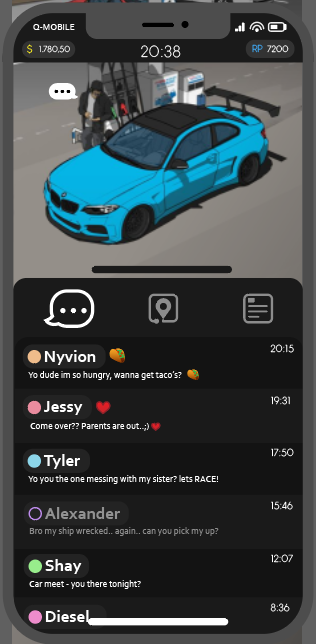 Q-MOBILE
$ 1.780,50
20:38
RP 7200
Nyvion
20:15
Yo dude im so hungry, wanna get taco's?
Jessy
19:31
Come over?? Parents are out..;)
Tyler
17:50
Yo you the one messing with my sister? lets RACE!
Alexander
15:46
Bro my ship wrecked.. again.. can you pick my up?
Shay
12:07
Car meet - you there tonight?
Diesel
8:36